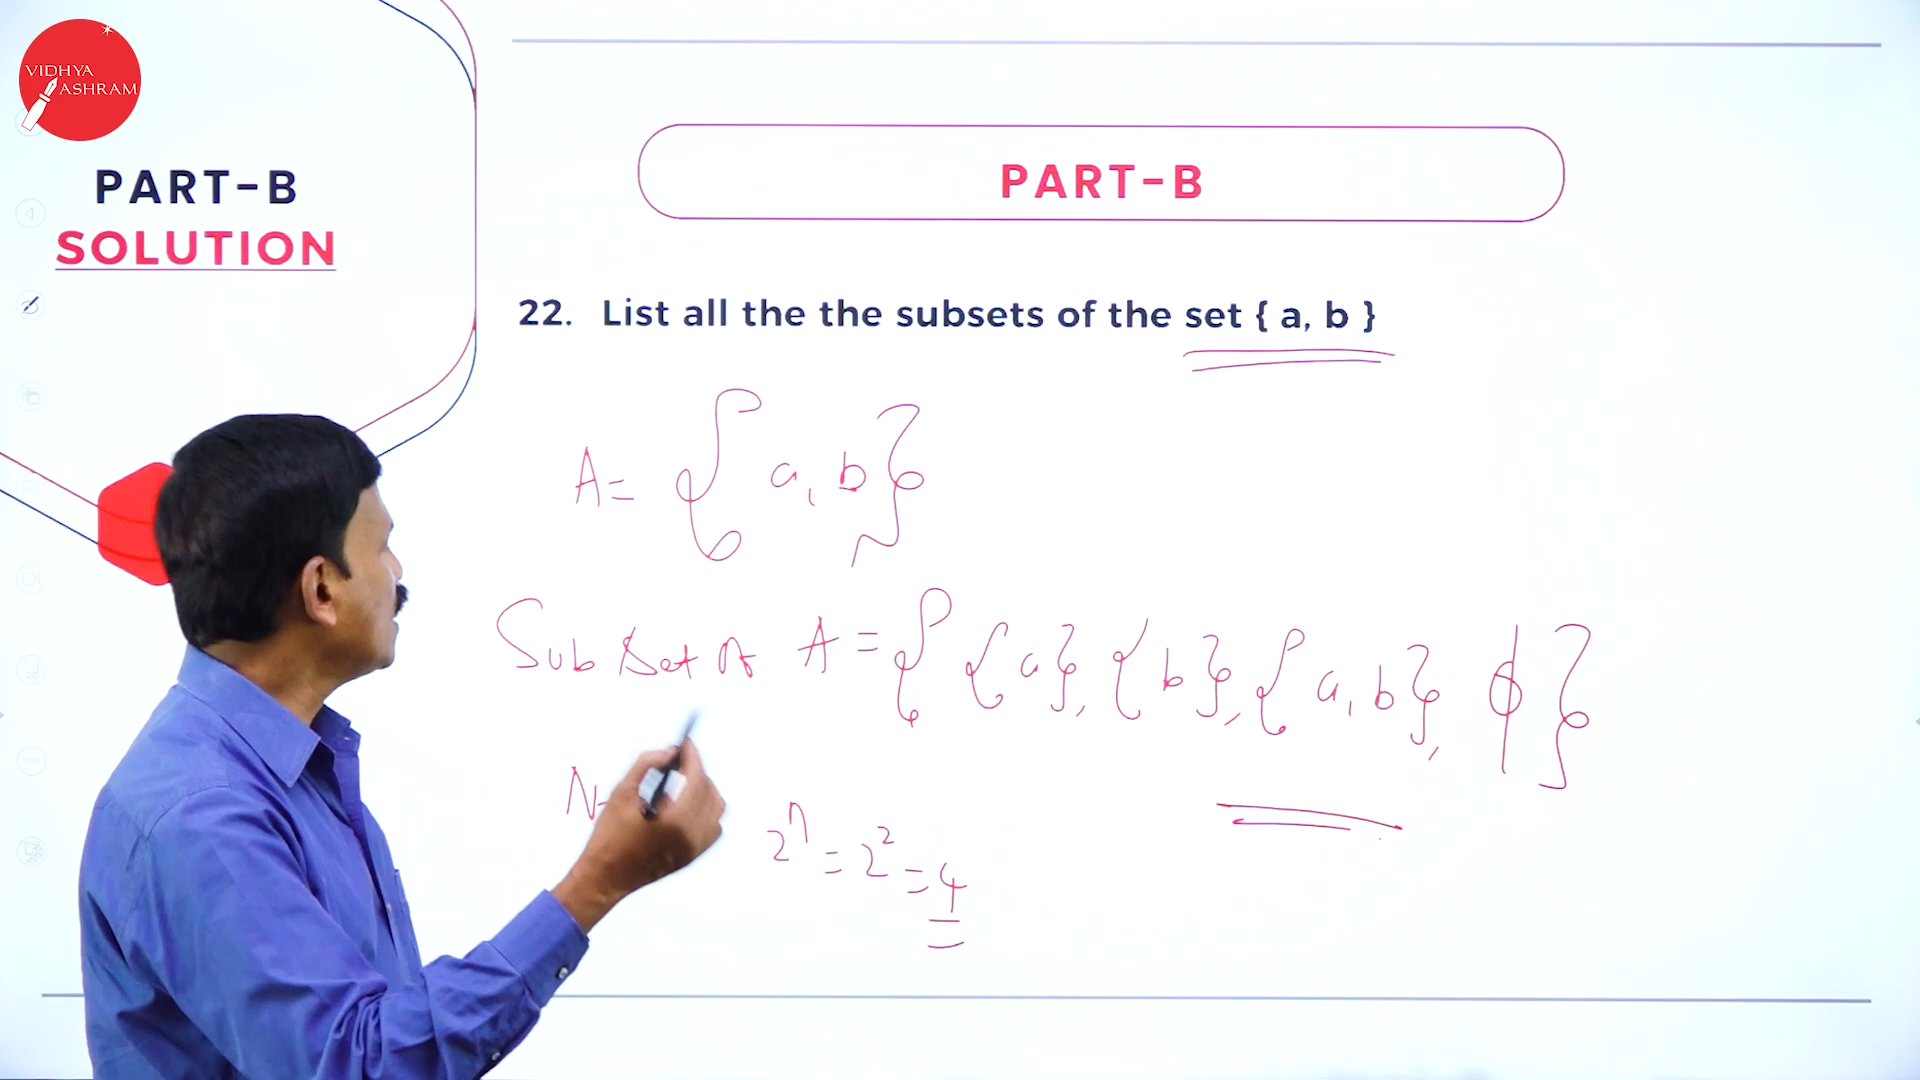 VIDHYA
ASHRAM
PART-B
SOLUTION
PART-B
22. List all the the subsets of the set { a, b }
A = { a, b }
Sub Set of A = { {a}, {b}, { a, b }, ϕ }
2ⁿ = 2² = 4